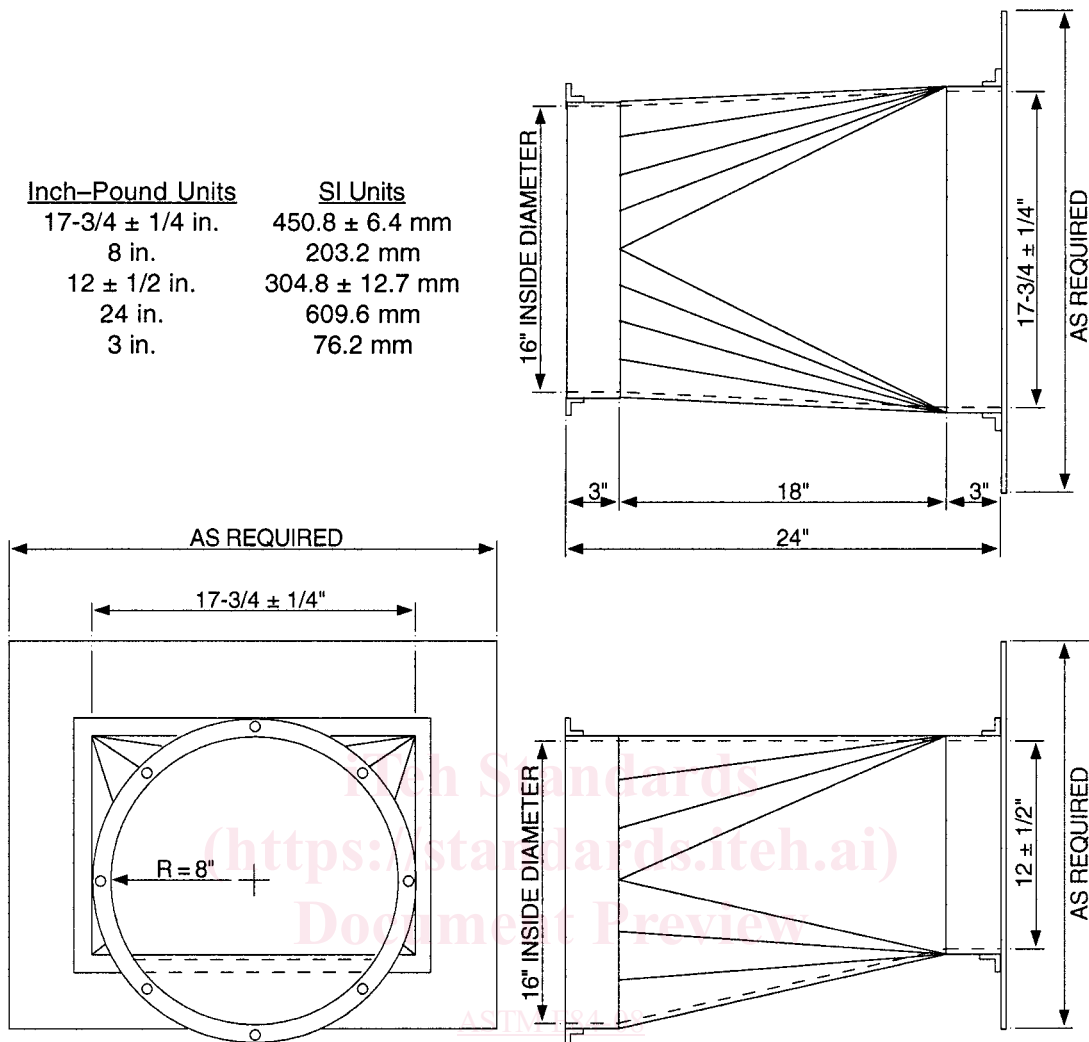 Inch–Pound Units SI Units
17-3/4 ± 1/4 in. 450.8 ± 6.4 mm
8 in. 203.2 mm
12 ± 1/2 in. 304.8 ± 12.7 mm
24 in. 609.6 mm
3 in. 76.2 mm
16" INSIDE DIAMETER
17-3/4 ± 1/4"
AS REQUIRED
3"
18"
3"
24"
AS REQUIRED
17-3/4 ± 1/4"
R = 8"
16" INSIDE DIAMETER
12 ± 1/2"
AS REQUIRED
iTeh Standards
(https://standards.iteh.ai)
Document Preview
ASTM E84-08